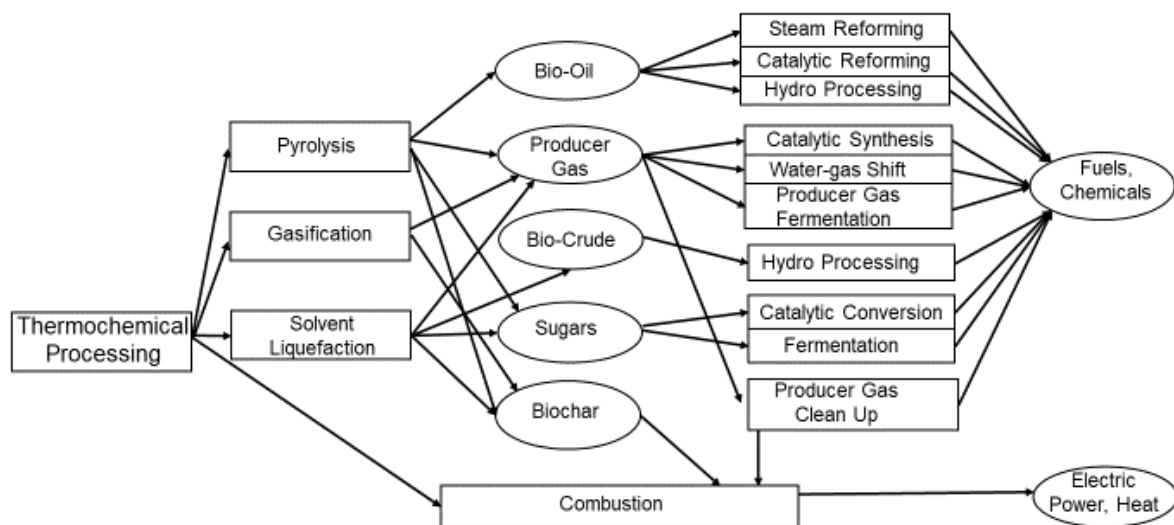 Thermochemical
Processing
Pyrolysis
Gasification
Solvent
Liquefaction
Bio-Oil
Producer
Gas
Bio-Crude
Sugars
Biochar
Steam Reforming
Catalytic Reforming
Hydro Processing
Catalytic Synthesis
Water-gas Shift
Producer Gas
Fermentation
Hydro Processing
Catalytic Conversion
Fermentation
Producer Gas
Clean Up
Combustion
Fuels,
Chemicals
Electric
Power, Heat